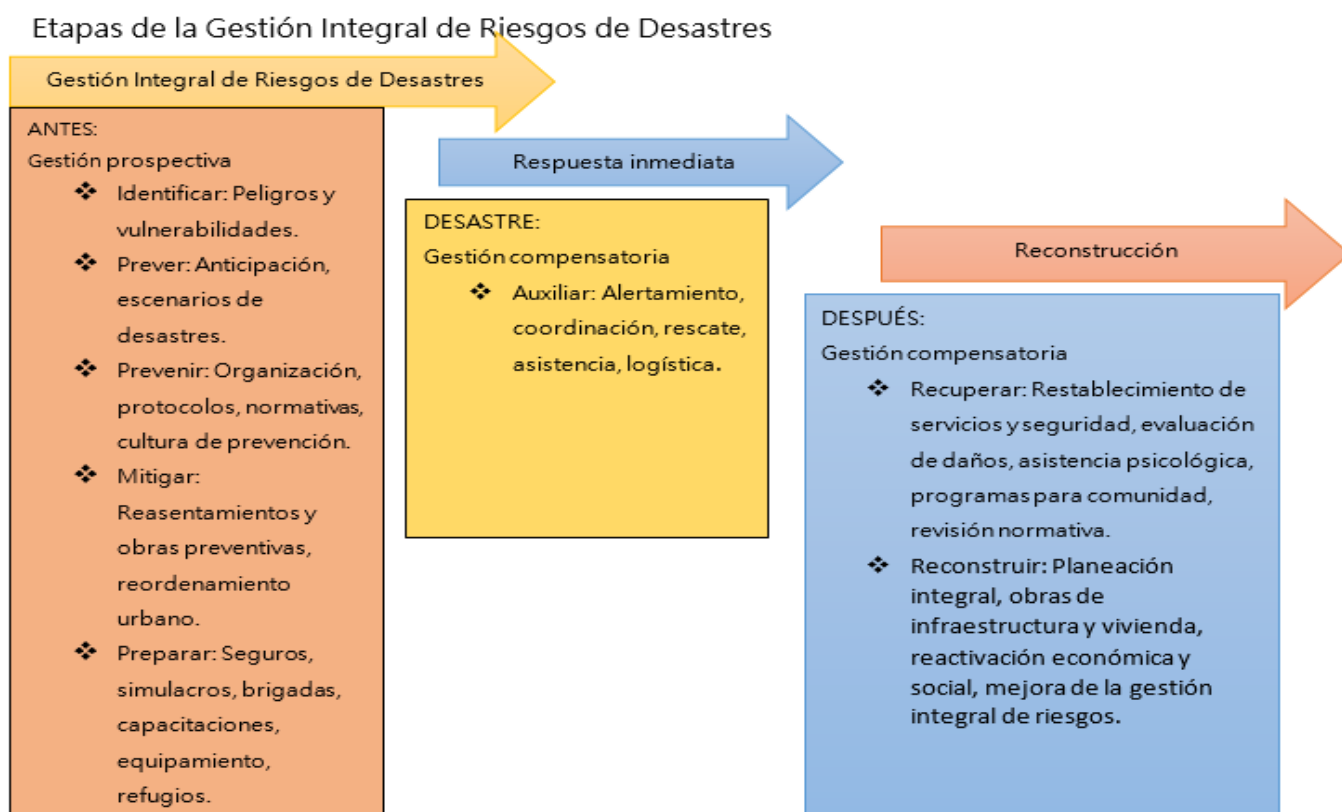 Etapas de la Gestión Integral de Riesgos de Desastres
Gestión Integral de Riesgos de Desastres
ANTES:
Gestión prospectiva
❖ Identificar: Peligros y
vulnerabilidades.
❖ Prever: Anticipación,
escenarios de
desastres.
❖ Prevenir: Organización,
protocolos, normativas,
cultura de prevención.
❖ Mitigar:
Reasentamientos y
obras preventivas,
reordenamiento
urbano.
❖ Preparar: Seguros,
simulacros, brigadas,
capacitaciones,
equipamiento,
refugios.
Respuesta inmediata
DESASTRE:
Gestión compensatoria
❖ Auxiliar: Alertamiento,
coordinación, rescate,
asistencia, logística.
Reconstrucción
DESPUÉS:
Gestión compensatoria
❖ Recuperar: Restablecimiento de
servicios y seguridad, evaluación
de daños, asistencia psicológica,
programas para comunidad,
revisión normativa.
❖ Reconstruir: Planeación
integral, obras de
infraestructura y vivienda,
reactivación económica y
social, mejora de la gestión
integral de riesgos.